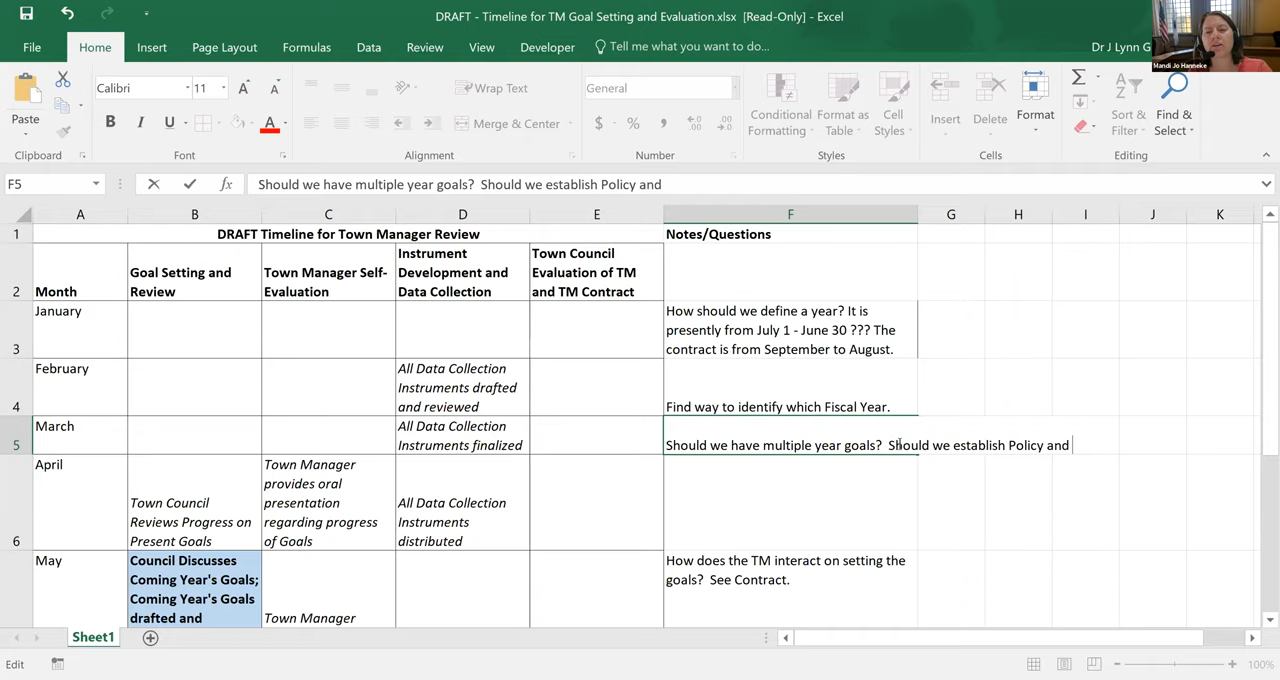 DRAFT - Timeline for TM Goal Setting and Evaluation.xlsx [Read-Only] - Excel
File Home Insert Page Layout Formulas Data Review View Developer Tell me what you want to do... Dr J Lynn G
Mandi Jo Hanneke
Paste
Clipboard
Calibri 11
B I U A
Font
Wrap Text
Merge & Center
Alignment
General
$ %
Number
Conditional Formatting
Format as Table
Cell Styles
Styles
Insert Delete Format
Cells
Sort & Filter
Find & Select
Editing
F5 fx Should we have multiple year goals?  Should we establish Policy and
A B C D E F G H I J K
1 DRAFT Timeline for Town Manager Review Notes/Questions
2
Month
Goal Setting and
Review
Town Manager Self-
Evaluation
Instrument
Development and
Data Collection
Town Council
Evaluation of TM
and TM Contract
3
January
How should we define a year? It is
presently from July 1 - June 30 ??? The
contract is from September to August.
4
February
All Data Collection
Instruments drafted
and reviewed
Find way to identify which Fiscal Year.
5
March
All Data Collection
Instruments finalized
Should we have multiple year goals?  Should we establish Policy and
6
April
Town Council
Reviews Progress on
Present Goals
Town Manager
provides oral
presentation
regarding progress
of Goals
All Data Collection
Instruments
distributed
May
Council Discusses
Coming Year's Goals;
Coming Year's Goals
drafted and
Town Manager
How does the TM interact on setting the
goals?  See Contract.
Sheet1
Edit
100%